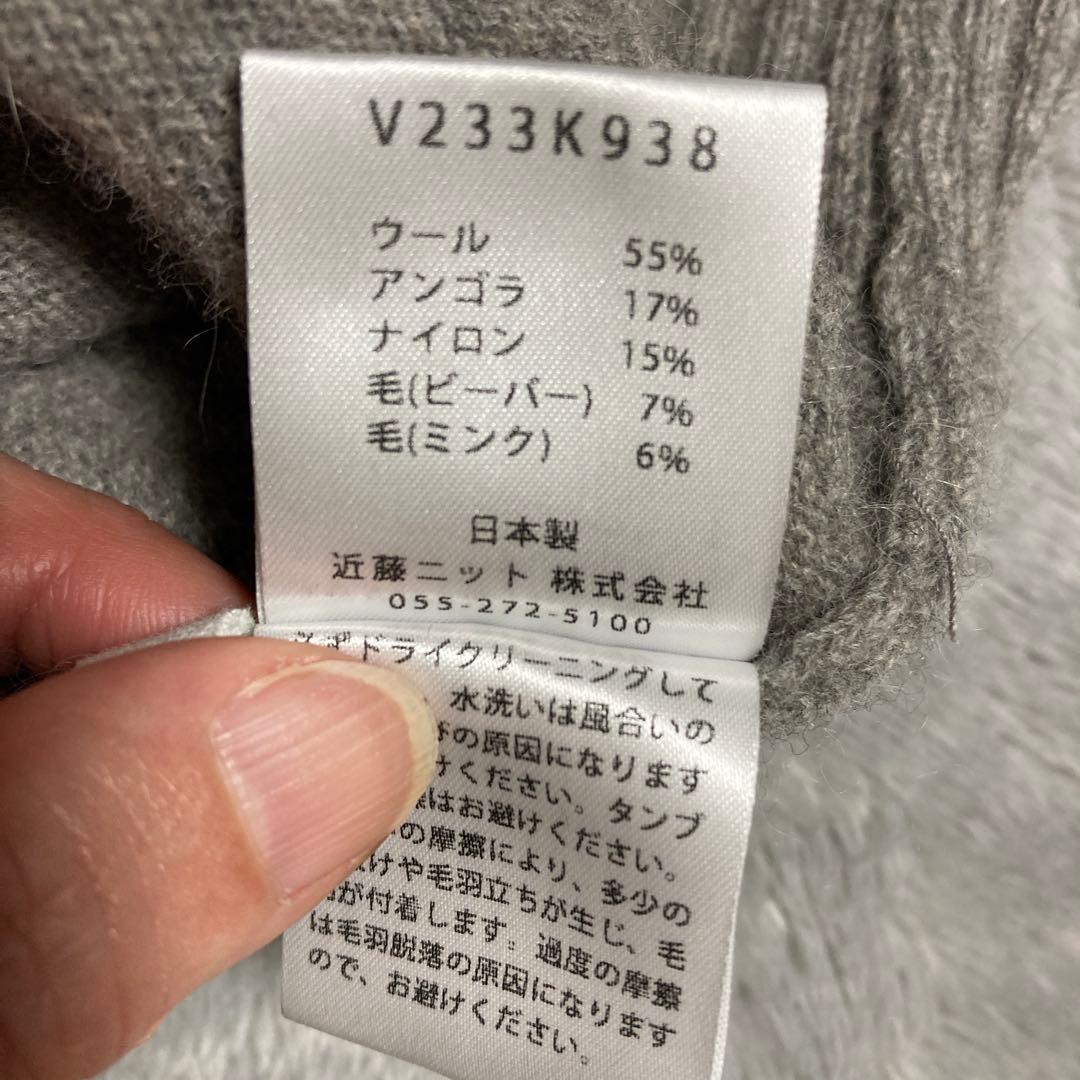 V233K938
ウール 55%
アンゴラ 17%
ナイロン 15%
毛(ビーバー) 7%
毛(ミンク) 6%
日本製
近藤ニット 株式会社
055-272-5100
必ずドライクリーニングして
水洗いは風合いの
の原因になります
ください。タンブ
はお避けください。
の摩擦により、多少の
けや毛羽立ちが生じ、毛
が付着します。過度の摩擦
は毛羽脱落の原因になります
ので、お避けください。